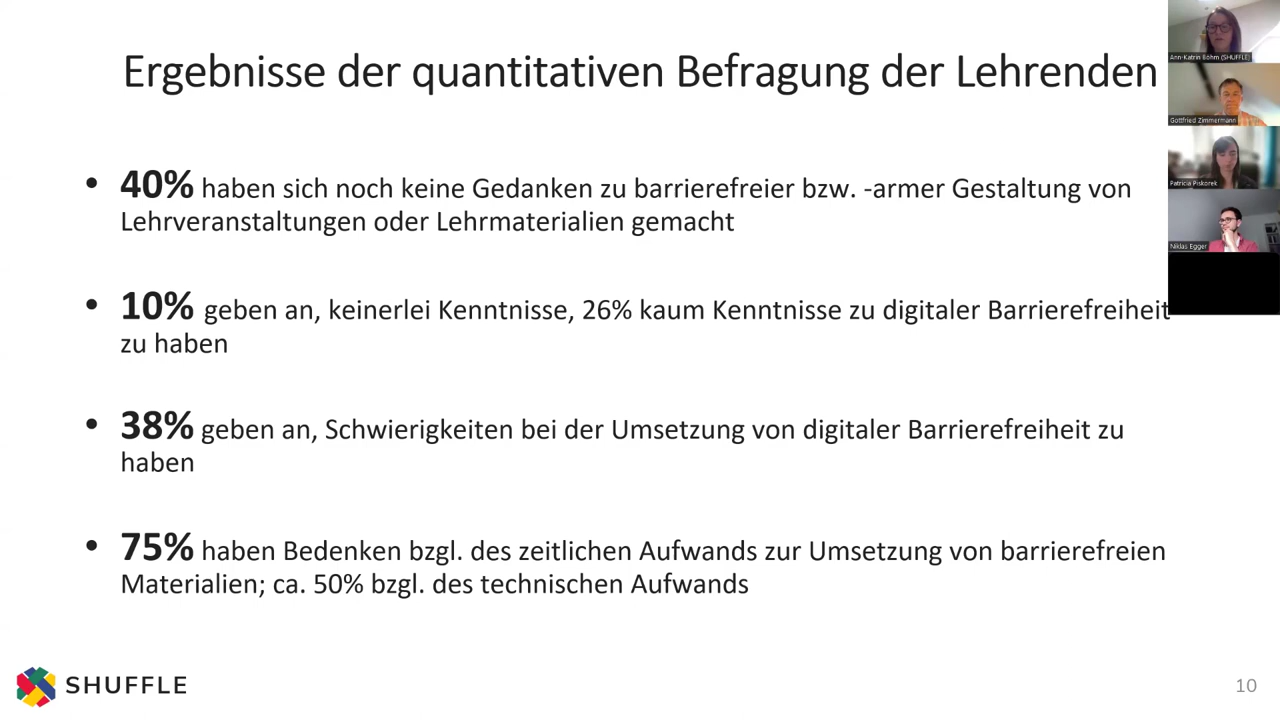 Ergebnisse der quantitativen Befragung der Lehrenden
• 40% haben sich noch keine Gedanken zu barrierefreier bzw. -armer Gestaltung von
Lehrveranstaltungen oder Lehrmaterialien gemacht
• 10% geben an, keinerlei Kenntnisse, 26% kaum Kenntnisse zu digitaler Barrierefreiheit
zu haben
• 38% geben an, Schwierigkeiten bei der Umsetzung von digitaler Barrierefreiheit zu
haben
• 75% haben Bedenken bzgl. des zeitlichen Aufwands zur Umsetzung von barrierefreien
Materialien; ca. 50% bzgl. des technischen Aufwands
SHUFFLE
10
Ann-Katrin Böhm (SHUFFLE)
Gottfried Zimmermann
Patricia Piskorek
Niklas Egger